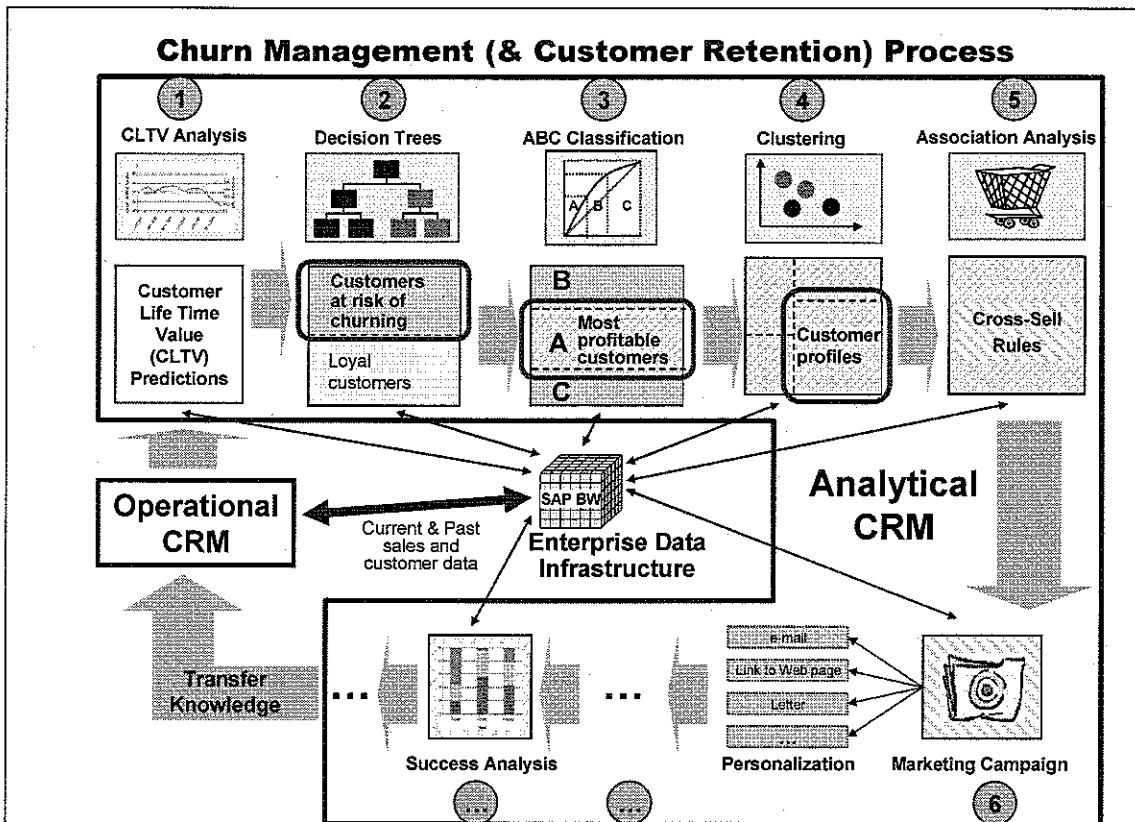 Churn Management (& Customer Retention) Process
1
2
3
4
5
CLTV Analysis
Decision Trees
ABC Classification
Clustering
Association Analysis
A
B
C
Customer
Life Time
Value
(CLTV)
Predictions
Customers
at risk of
churning
Loyal
customers
B
A
Most
profitable
customers
C
Customer
profiles
Cross-Sell
Rules
Operational
CRM
Current & Past
sales and
customer data
SAP BW
Enterprise Data
Infrastructure
Analytical
CRM
Transfer
Knowledge
...
Success Analysis
...
...
...
e-mail
Link to Web page
Letter
...
Personalization
Marketing Campaign
6